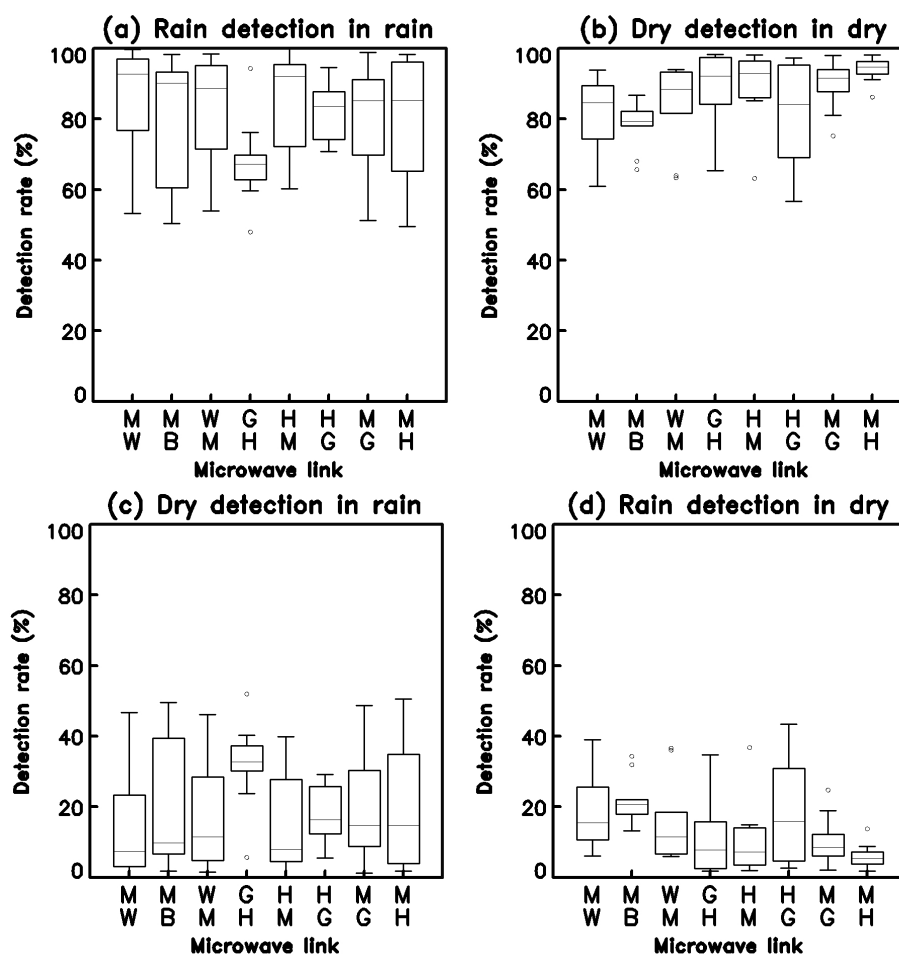 (a) Rain detection in rain
100
80
60
40
20
0
Detection rate (%)
M M W G H H M M
W B M H M G G H
Microwave link
(b) Dry detection in dry
100
80
60
40
20
0
Detection rate (%)
M M W G H H M M
W B M H M G G H
Microwave link
(c) Dry detection in rain
100
80
60
40
20
0
Detection rate (%)
M M W G H H M M
W B M H M G G H
Microwave link
(d) Rain detection in dry
100
80
60
40
20
0
Detection rate (%)
M M W G H H M M
W B M H M G G H
Microwave link